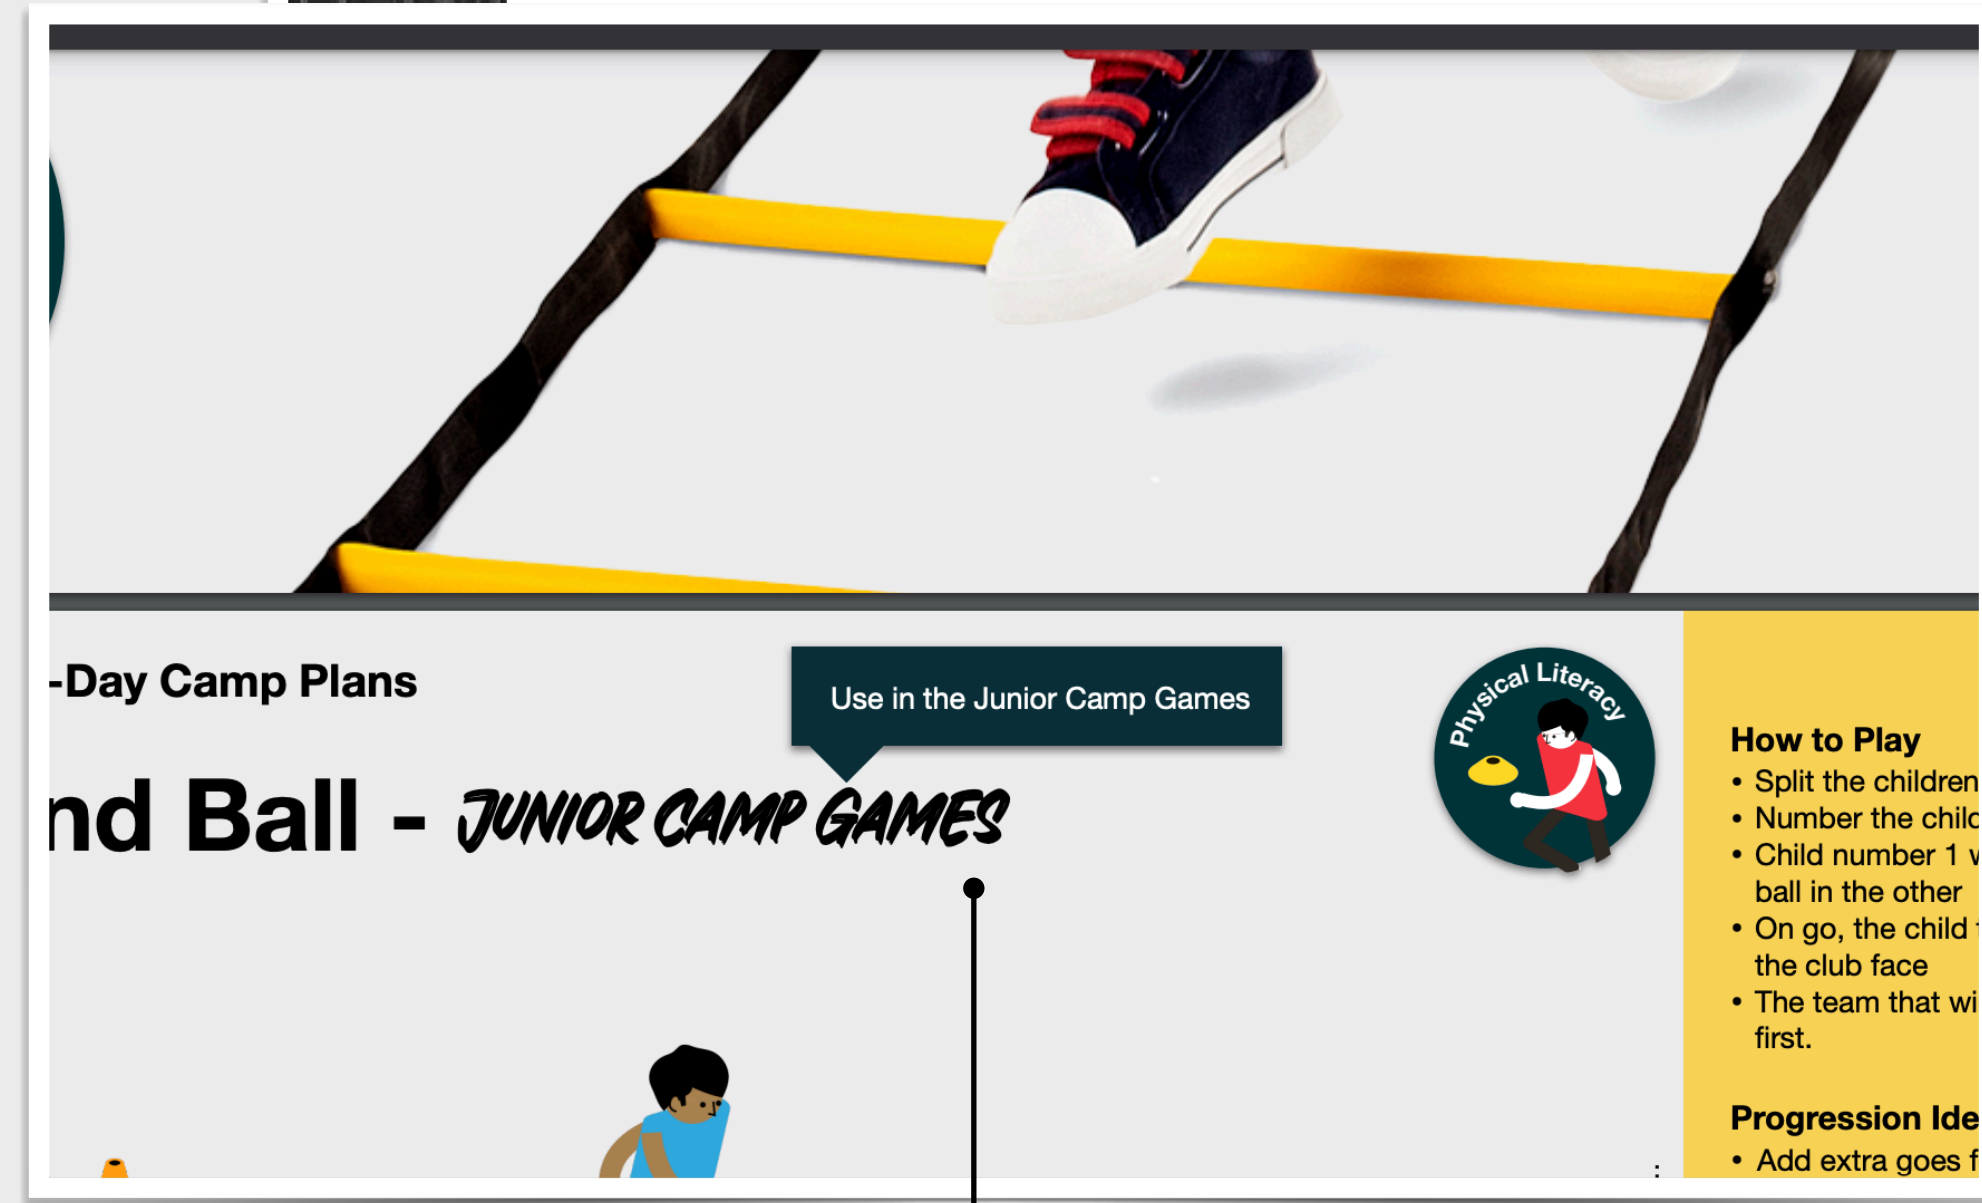 -Day Camp Plans
Use in the Junior Camp Games
nd Ball - JUNIOR CAMP GAMES
Physical Literacy
How to Play
• Split the children
• Number the child
• Child number 1
ball in the other
• On go, the child
the club face
• The team that wi
first.
Progression Ide
• Add extra goes f